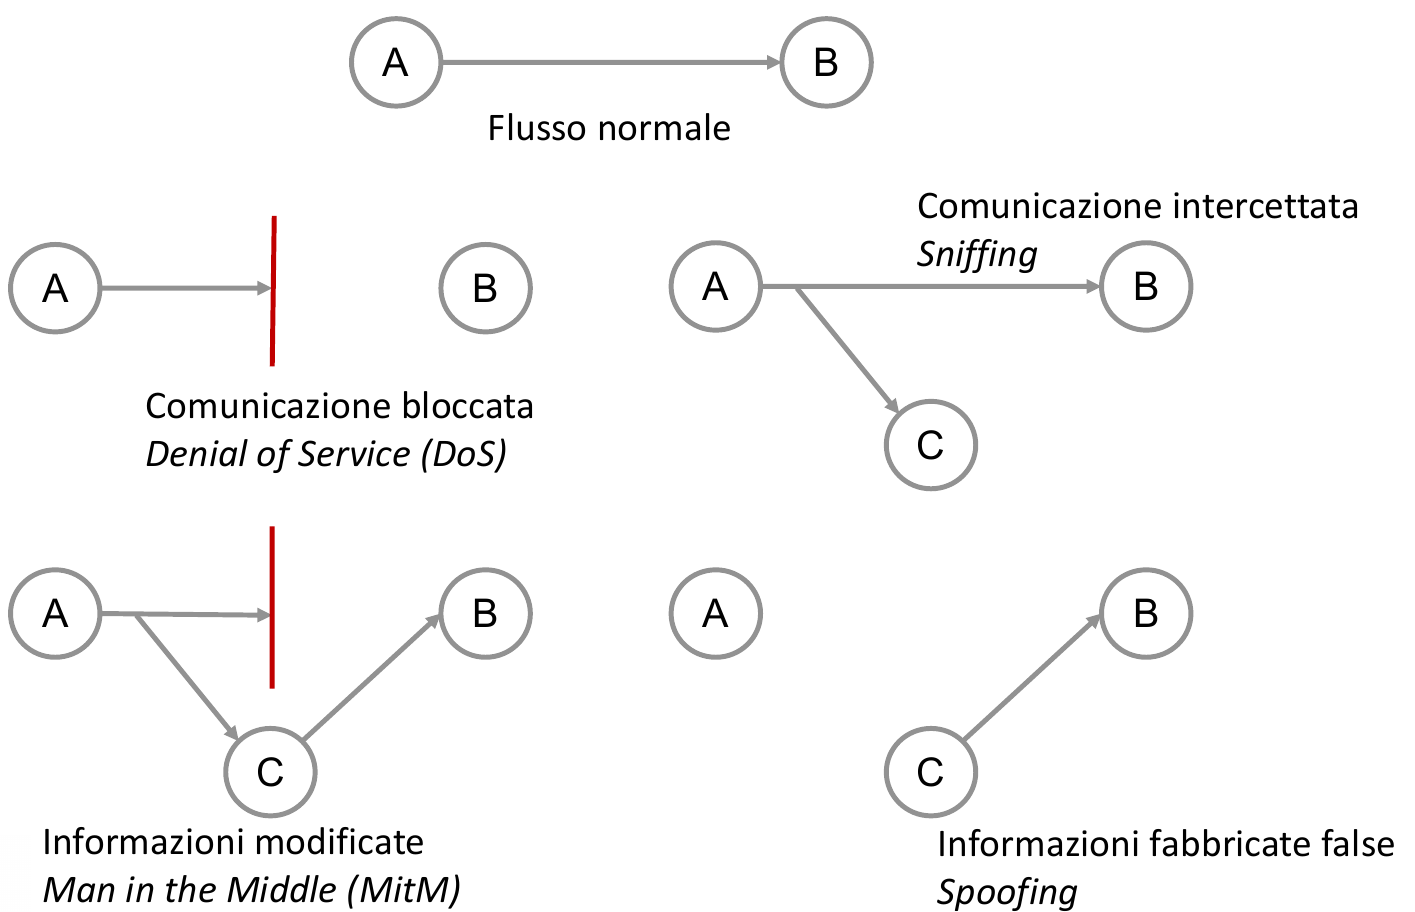 A
B
Flusso normale
A
B
Comunicazione bloccata
Denial of Service (DoS)
Comunicazione intercettata
Sniffing
A
B
C
A
B
C
Informazioni modificate
Man in the Middle (MitM)
A
B
C
Informazioni fabbricate false
Spoofing